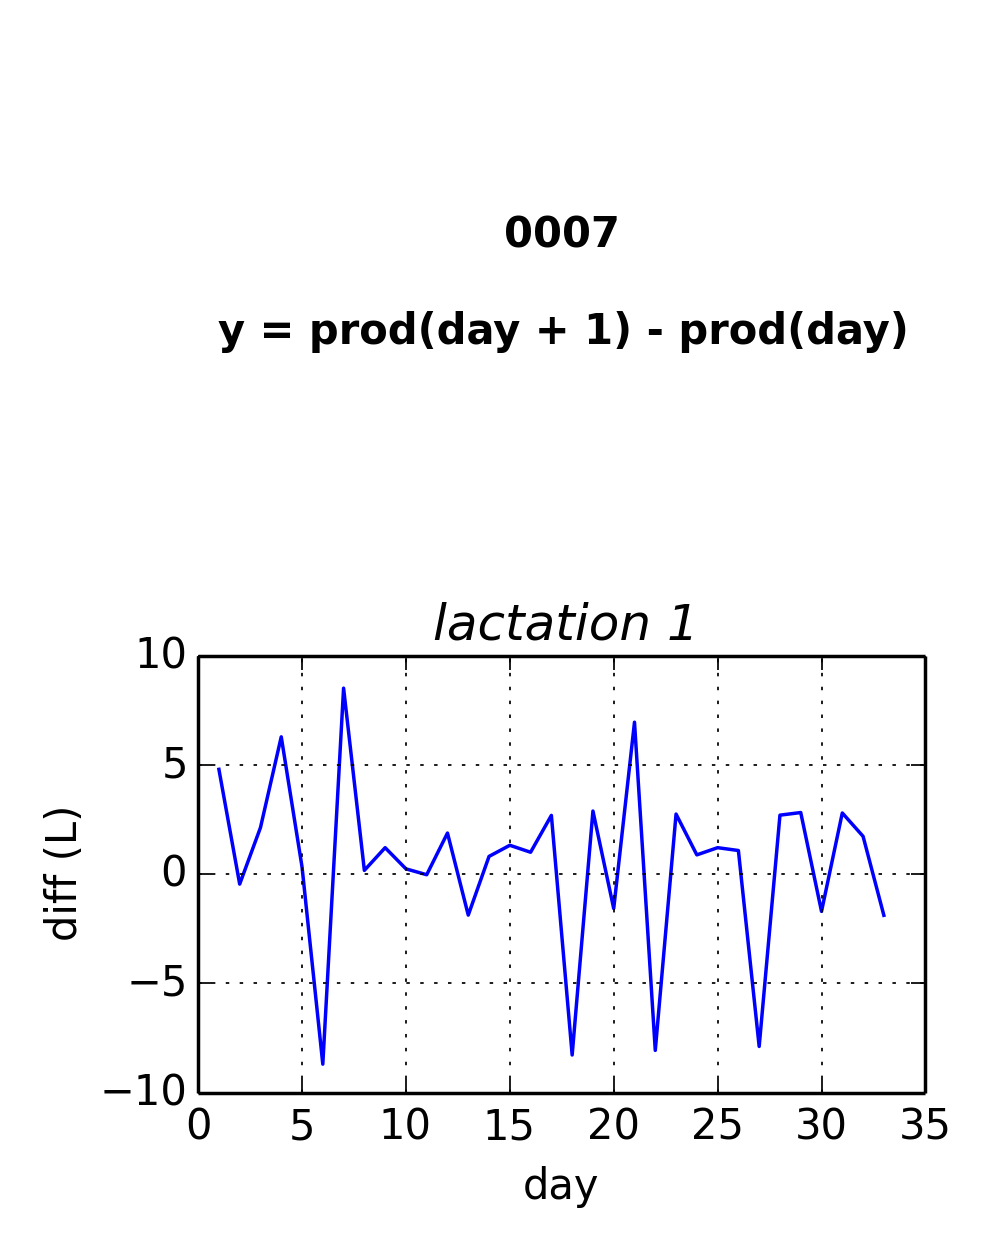 0007
y = prod(day + 1) - prod(day)
lactation 1
10
5
0
−5
−10
diff (L)
0 5 10 15 20 25 30 35
day